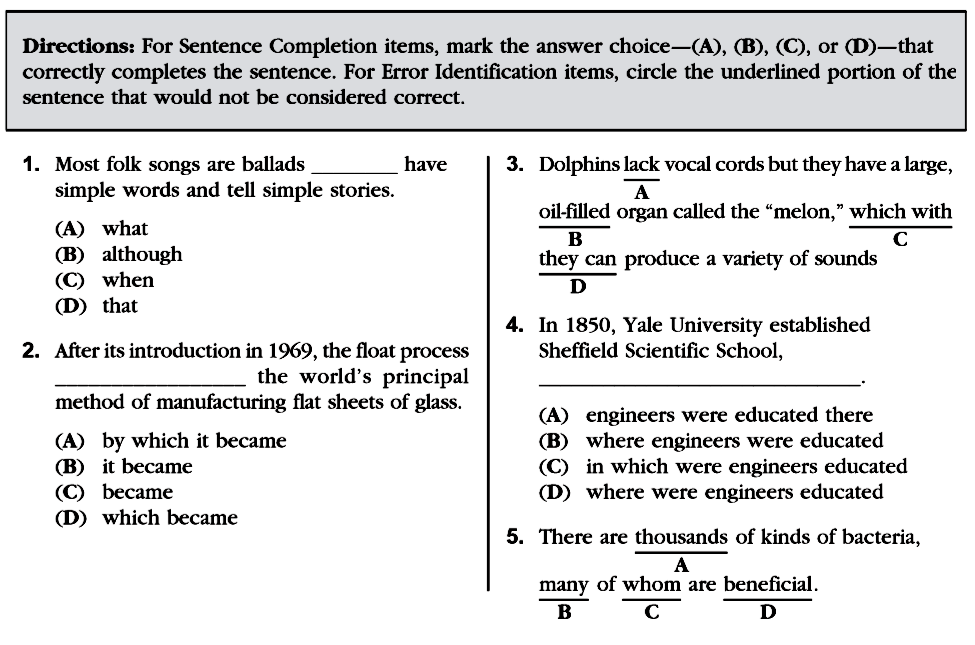 Directions: For Sentence Completion items, mark the answer choice—(A), (B), (C), or (D)—that
correctly completes the sentence. For Error Identification items, circle the underlined portion of the
sentence that would not be considered correct.
1. Most folk songs are ballads ________ have
simple words and tell simple stories.
(A) what
(B) although
(C) when
(D) that
2. After its introduction in 1969, the float process
__________________ the world's principal
method of manufacturing flat sheets of glass.
(A) by which it became
(B) it became
(C) became
(D) which became
3. Dolphins lack vocal cords but they have a large,
A
oil-filled organ called the “melon,” which with
B C
they can produce a variety of sounds
D
4. In 1850, Yale University established
Sheffield Scientific School,
______________________________.
(A) engineers were educated there
(B) where engineers were educated
(C) in which were engineers educated
(D) where were engineers educated
5. There are thousands of kinds of bacteria,
A
many of whom are beneficial.
B C D